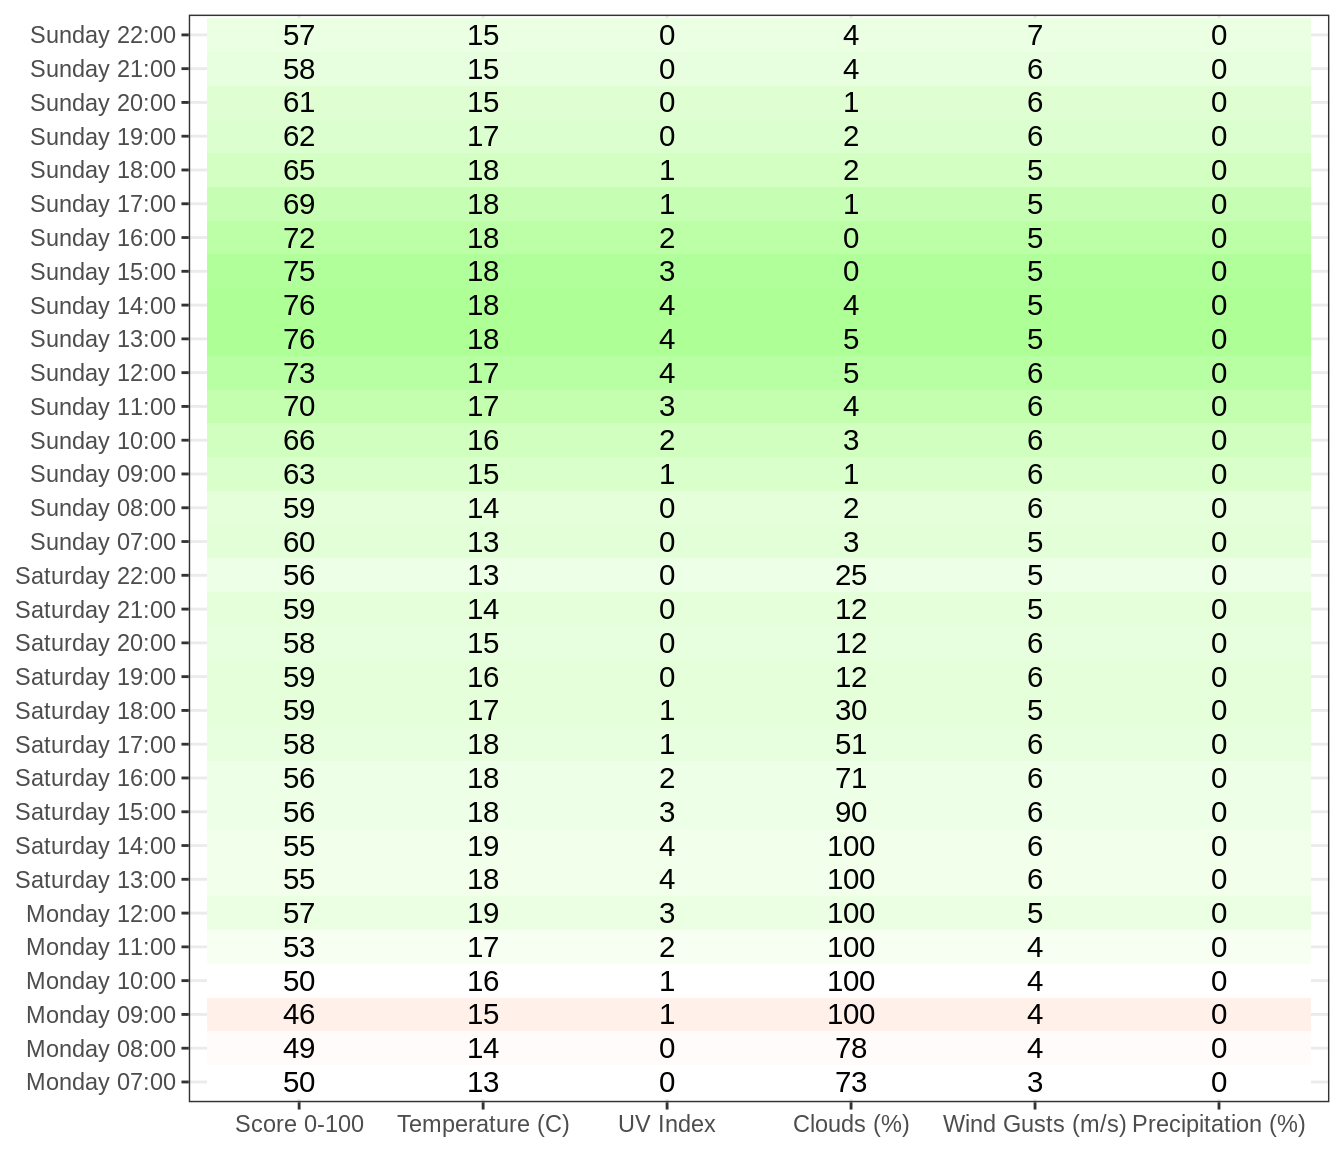 Sunday 22:00 57 15 0 4 7 0
Sunday 21:00 58 15 0 4 6 0
Sunday 20:00 61 15 0 1 6 0
Sunday 19:00 62 17 0 2 6 0
Sunday 18:00 65 18 1 2 5 0
Sunday 17:00 69 18 1 1 5 0
Sunday 16:00 72 18 2 0 5 0
Sunday 15:00 75 18 3 0 5 0
Sunday 14:00 76 18 4 4 5 0
Sunday 13:00 76 18 4 5 5 0
Sunday 12:00 73 17 4 5 6 0
Sunday 11:00 70 17 3 4 6 0
Sunday 10:00 66 16 2 3 6 0
Sunday 09:00 63 15 1 1 6 0
Sunday 08:00 59 14 0 2 6 0
Sunday 07:00 60 13 0 3 5 0
Saturday 22:00 56 13 0 25 5 0
Saturday 21:00 59 14 0 12 5 0
Saturday 20:00 58 15 0 12 6 0
Saturday 19:00 59 16 0 12 6 0
Saturday 18:00 59 17 1 30 5 0
Saturday 17:00 58 18 1 51 6 0
Saturday 16:00 56 18 2 71 6 0
Saturday 15:00 56 18 3 90 6 0
Saturday 14:00 55 19 4 100 6 0
Saturday 13:00 55 18 4 100 6 0
Monday 12:00 57 19 3 100 5 0
Monday 11:00 53 17 2 100 4 0
Monday 10:00 50 16 1 100 4 0
Monday 09:00 46 15 1 100 4 0
Monday 08:00 49 14 0 78 4 0
Monday 07:00 50 13 0 73 3 0
Score 0-100 Temperature (C) UV Index Clouds (%) Wind Gusts (m/s) Precipitation (%)